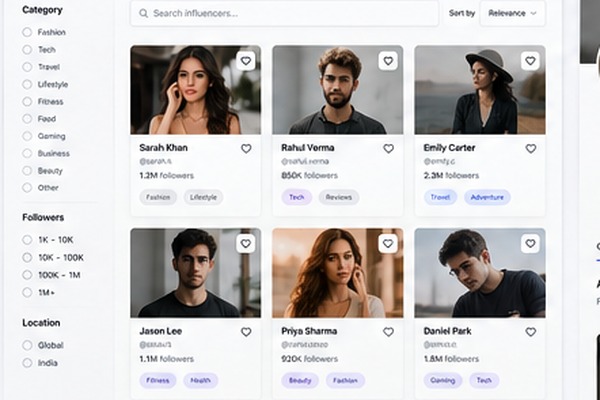 Category
Fashion
Tech
Travel
Lifestyle
Fitness
Food
Gaming
Business
Beauty
Other
Followers
1K - 10K
10K - 100K
100K - 1M
1M+
Location
Global
India
Search influencers...
Sort by
Relevance
Sarah Khan
1.2M followers
Fashion
Lifestyle
Rahul Verma
850K followers
Tech
Reviews
Emily Carter
2.3M followers
Travel
Adventure
Jason Lee
1.1M followers
Fitness
Health
Priya Sharma
920K followers
Beauty
Fashion
Daniel Park
1.8M followers
Gaming
Tech